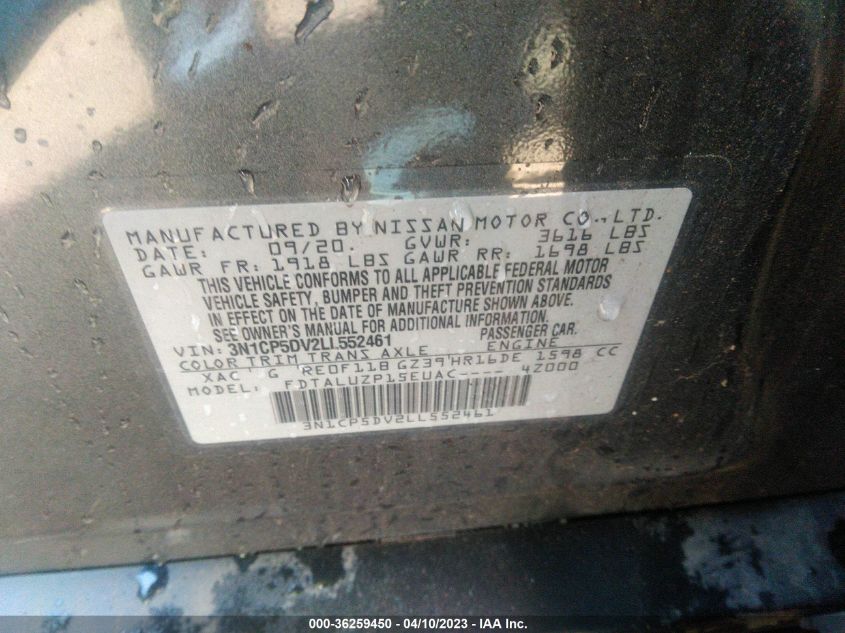 MANUFACTURED BY NISSAN MOTOR CO.,LTD.
DATE: 09/20. GVWR: 3616 LBS
GAWR FR: 1918 LBS GAWR RR: 1698 LBS
THIS VEHICLE CONFORMS TO ALL APPLICABLE FEDERAL MOTOR
VEHICLE SAFETY, BUMPER AND THEFT PREVENTION STANDARDS
IN EFFECT ON THE DATE OF MANUFACTURE SHOWN ABOVE.
SEE OWNER'S MANUAL FOR ADDITIONAL INFORMATION.
VIN: 3N1CP5DV2LL552461 PASSENGER CAR.
COLOR TRIM TRANS AXLE ENGINE
XAC G RE0F11B GZ39 HR16DE 1598 CC
MODEL: FDTALUZP15EUAC--- 4Z000
3N1CP5DV2LL552461
000-36259450 - 04/10/2023 - IAA Inc.